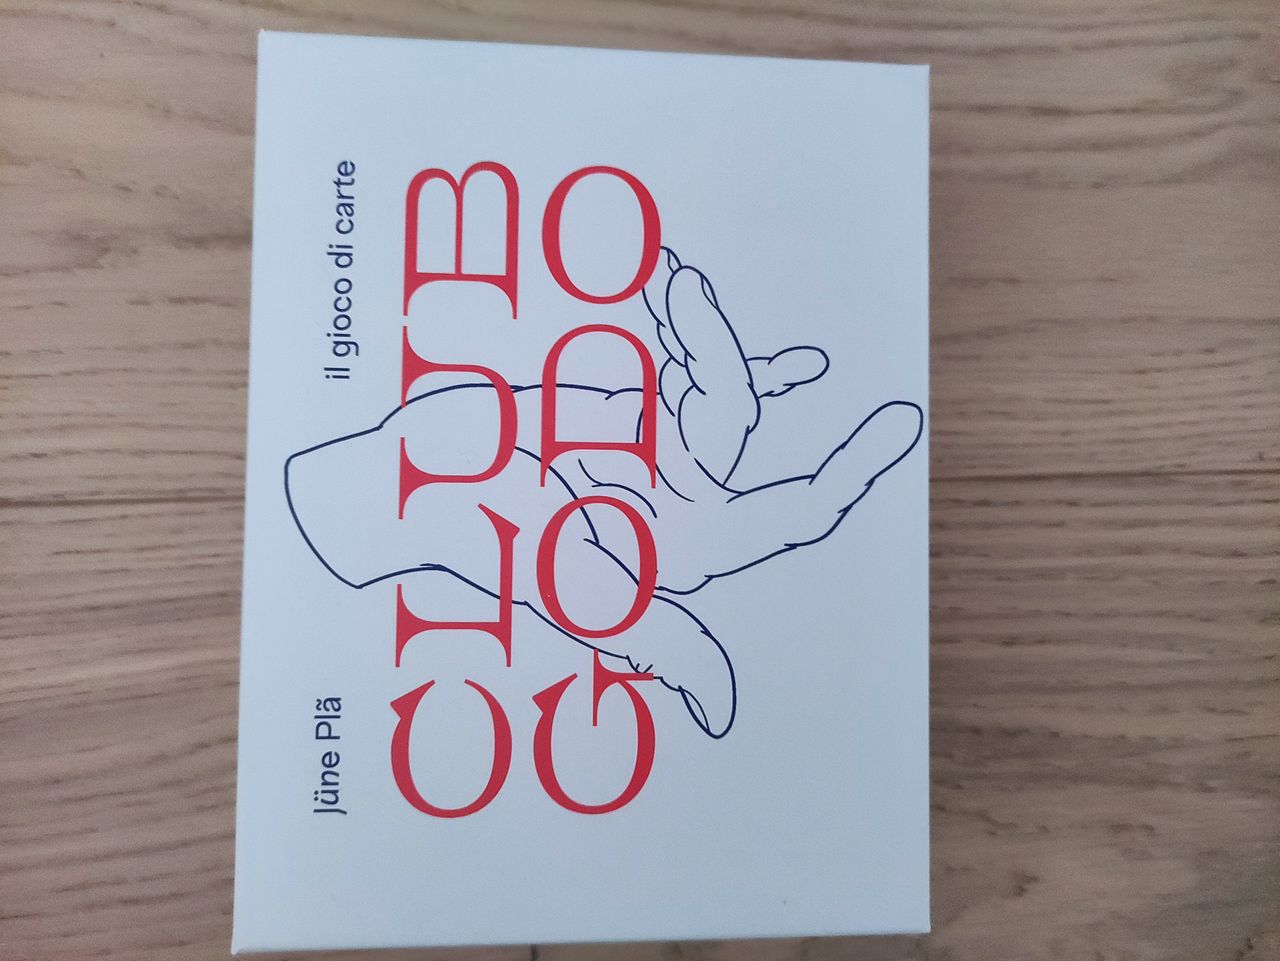 Jüne Plã il gioco di carte
CLUB
GODO